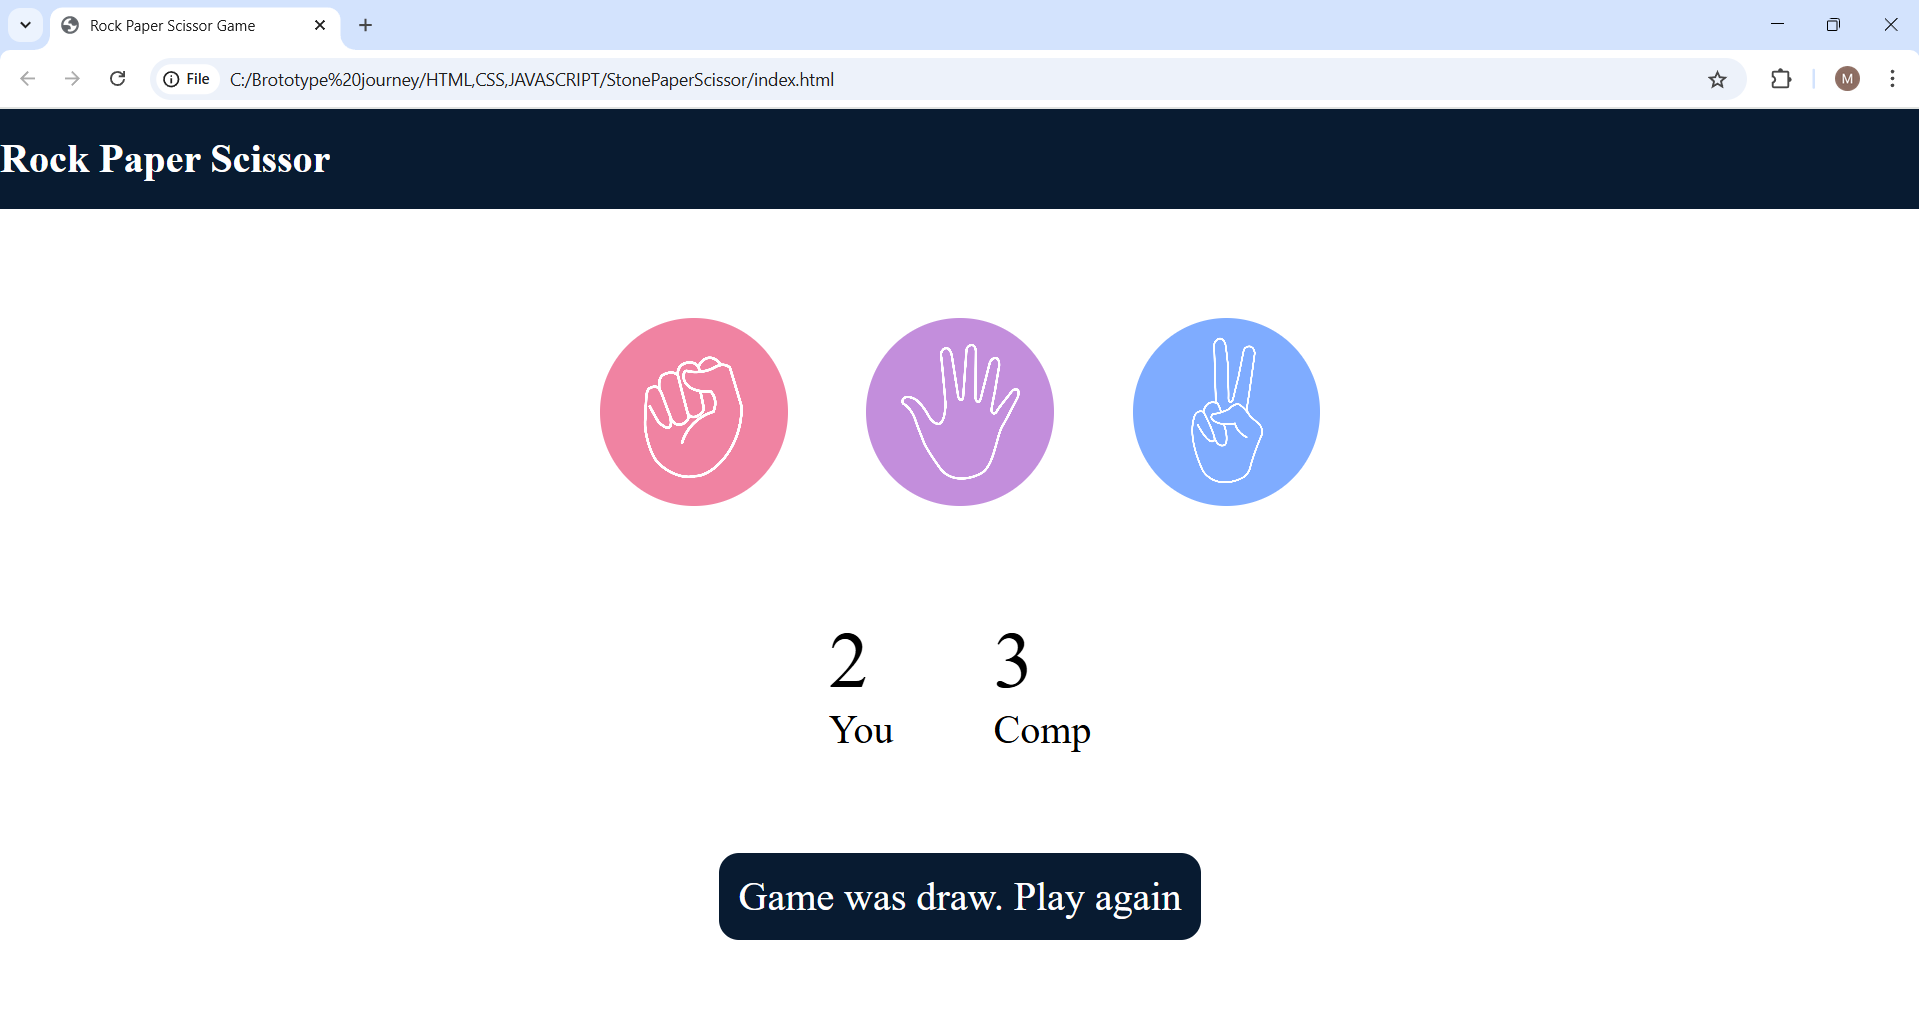 Rock Paper Scissor Game
File C:/Brototype%20journey/HTML,CSS,JAVASCRIPT/StonePaperScissor/index.html M
Rock Paper Scissor
2 3
You Comp
Game was draw. Play again